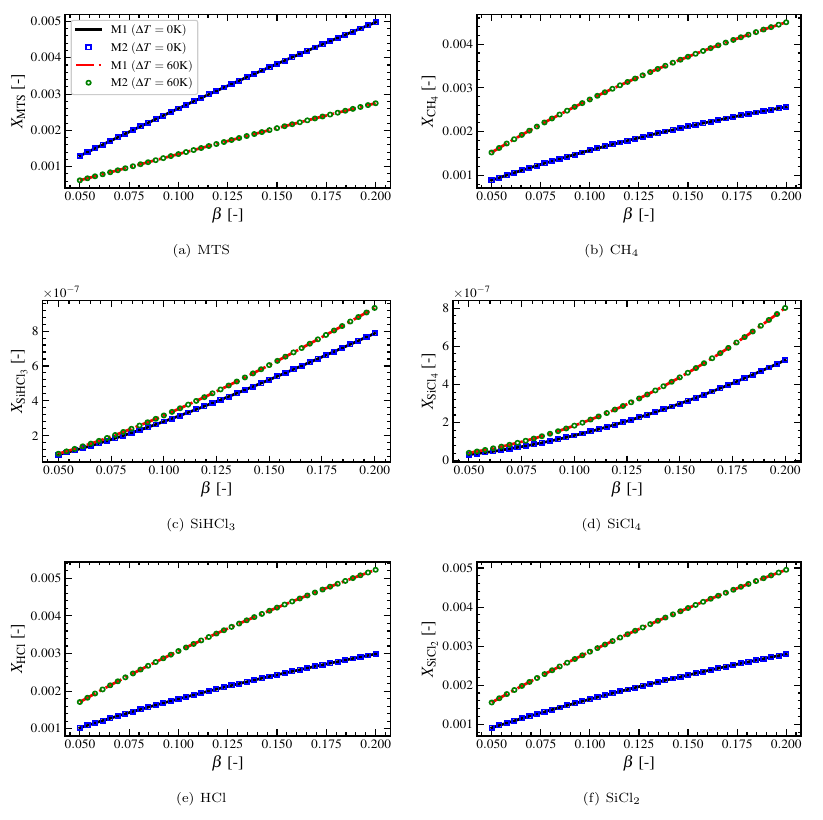 0.005
0.004
0.003
0.002
0.001
X_MTS [-]
M1 (ΔT = 0K)
M2 (ΔT = 0K)
M1 (ΔT = 60K)
M2 (ΔT = 60K)
0.050 0.075 0.100 0.125 0.150 0.175 0.200
β [-]
(a) MTS
0.004
0.003
0.002
0.001
X_CH₄ [-]
0.050 0.075 0.100 0.125 0.150 0.175 0.200
β [-]
(b) CH₄
×10⁻⁷
8
6
4
2
X_SiHCl₃ [-]
0.050 0.075 0.100 0.125 0.150 0.175 0.200
β [-]
(c) SiHCl₃
×10⁻⁷
8
6
4
2
0
X_SiCl₄ [-]
0.050 0.075 0.100 0.125 0.150 0.175 0.200
β [-]
(d) SiCl₄
0.005
0.004
0.003
0.002
0.001
X_HCl [-]
0.050 0.075 0.100 0.125 0.150 0.175 0.200
β [-]
(e) HCl
0.005
0.004
0.003
0.002
0.001
X_SiCl₂ [-]
0.050 0.075 0.100 0.125 0.150 0.175 0.200
β [-]
(f) SiCl₂